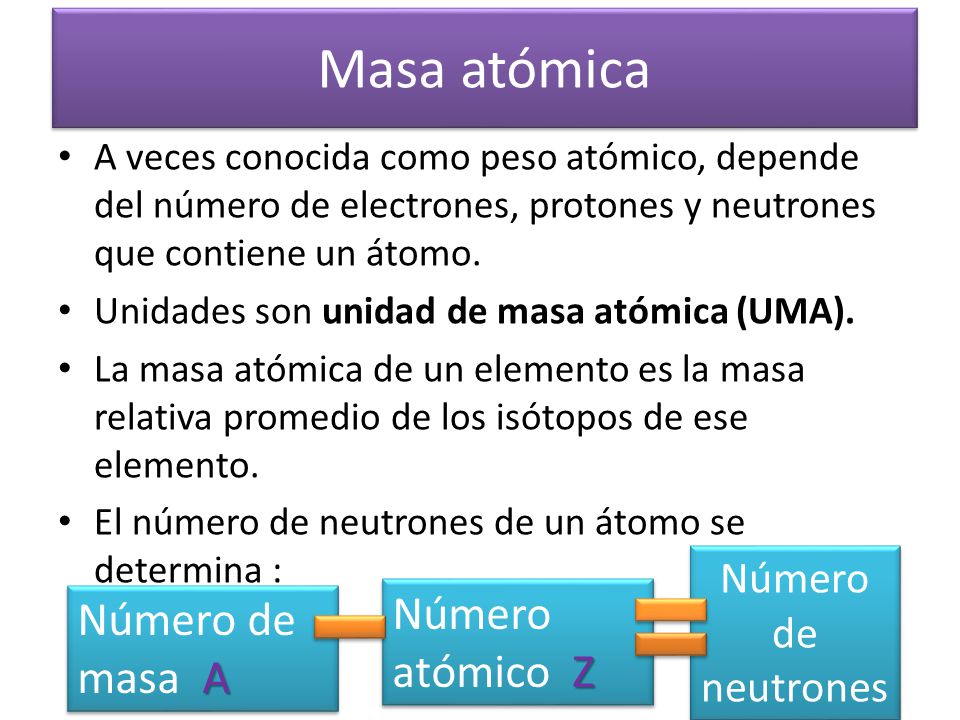 Masa atómica
• A veces conocida como peso atómico, depende
del número de electrones, protones y neutrones
que contiene un átomo.
• Unidades son unidad de masa atómica (UMA).
• La masa atómica de un elemento es la masa
relativa promedio de los isótopos de ese
elemento.
• El número de neutrones de un átomo se
determina :
Número de
masa A
Número
atómico Z
Número
de
neutrones